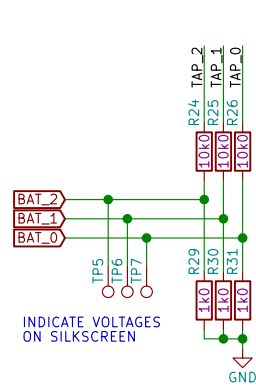 TAP_2
TAP_1
TAP_0
R24
R25
R26
10k0
10k0
10k0
BAT_2
BAT_1
BAT_0
TP5
TP6
TP7
R29
R30
R31
1k0
1k0
1k0
INDICATE VOLTAGES
ON SILKSCREEN
GND